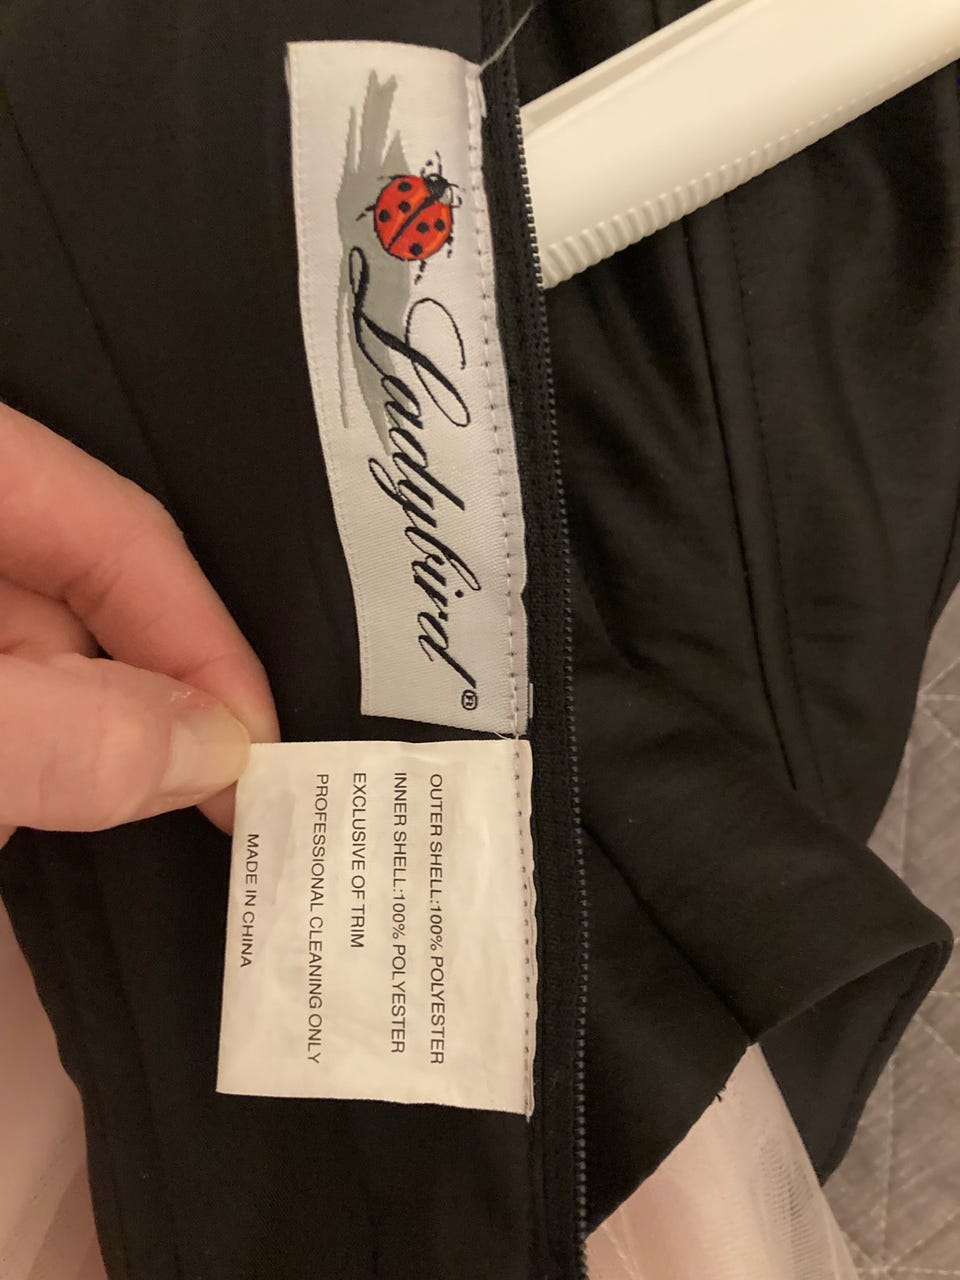 Ladybird®
OUTER SHELL:100% POLYESTER
INNER SHELL:100% POLYESTER
EXCLUSIVE OF TRIM
PROFESSIONAL CLEANING ONLY
MADE IN CHINA